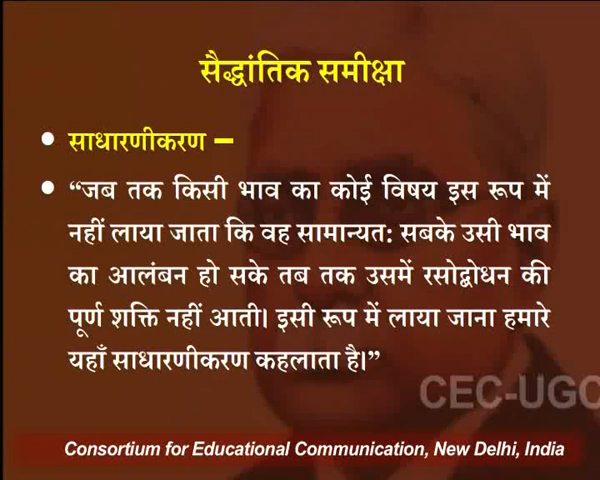 सैद्धांतिक समीक्षा
• साधारणीकरण –
• “जब तक किसी भाव का कोई विषय इस रूप में
नहीं लाया जाता कि वह सामान्यत: सबके उसी भाव
का आलंबन हो सके तब तक उसमें रसोद्बोधन की
पूर्ण शक्ति नहीं आती। इसी रूप में लाया जाना हमारे
यहाँ साधारणीकरण कहलाता है।”
CEC-UGC
Consortium for Educational Communication, New Delhi, India